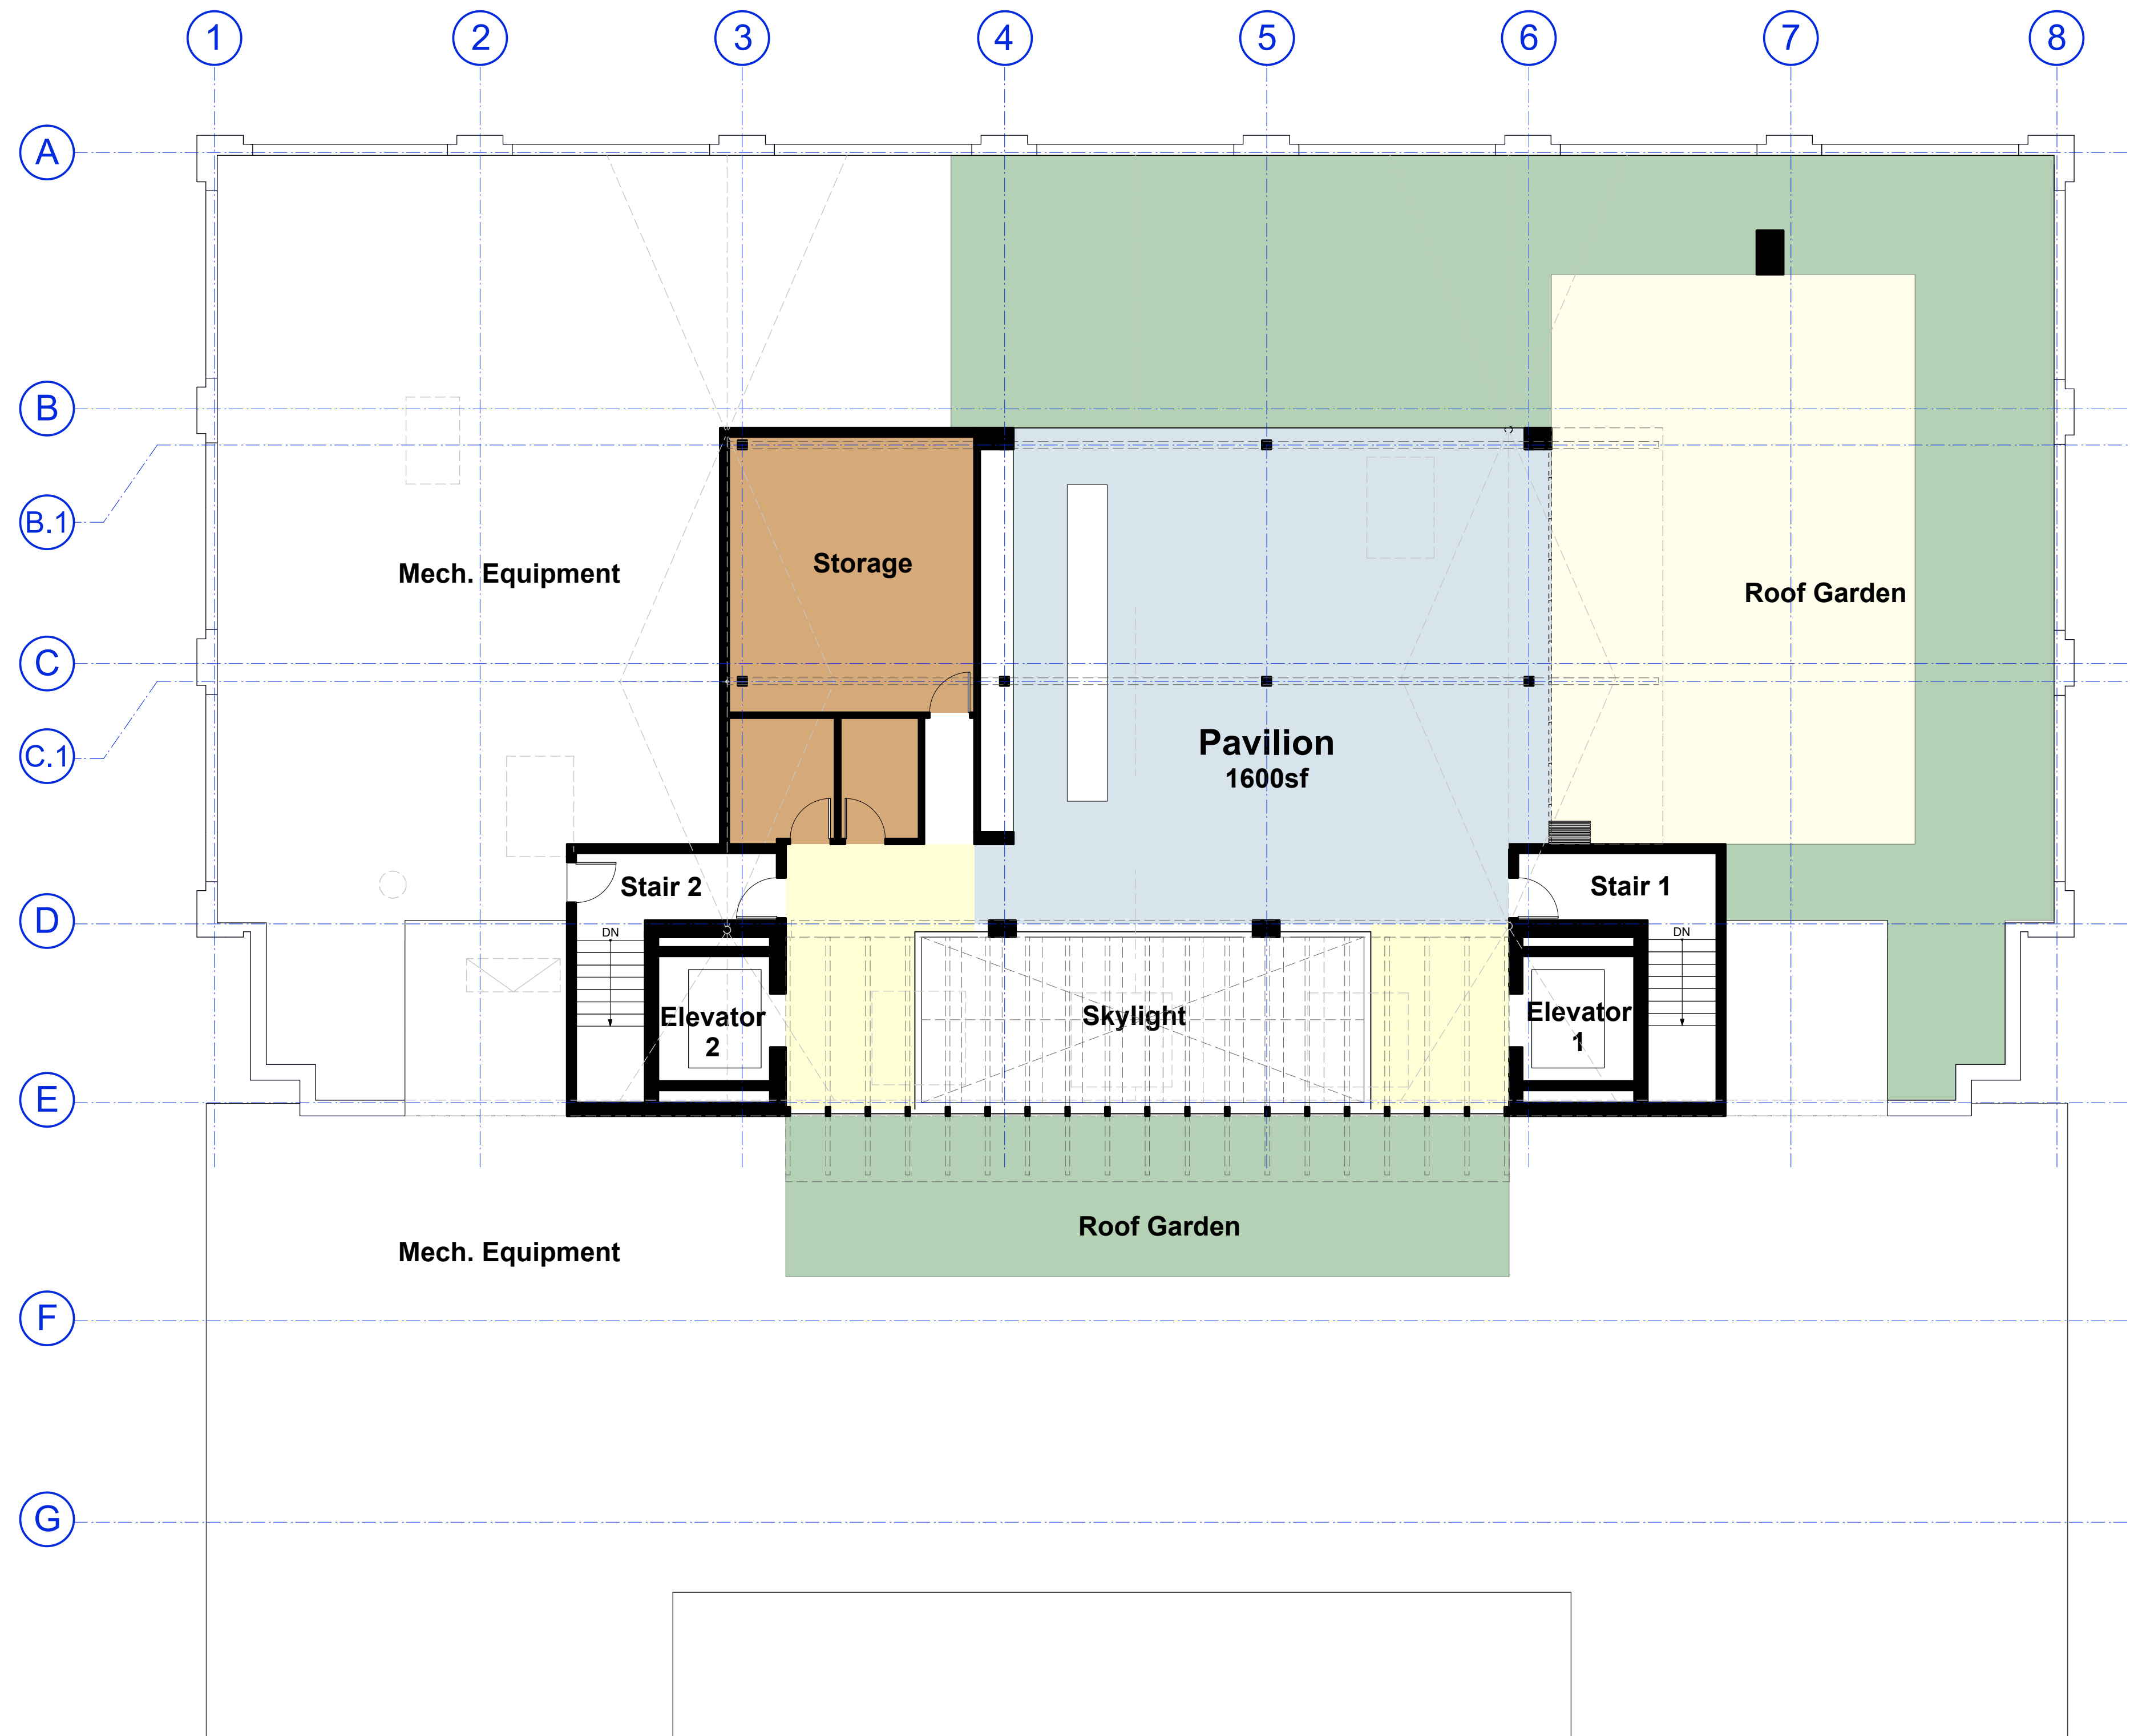 1 2 3 4 5 6 7 8
A
B
B.1
Storage
Mech. Equipment
Roof Garden
C
Pavilion
C.1
1600sf
Stair 2
Stair 1
D
DN
DN
Elevator
2
Skylight
Elevator
1
E
Roof Garden
Mech. Equipment
F
G